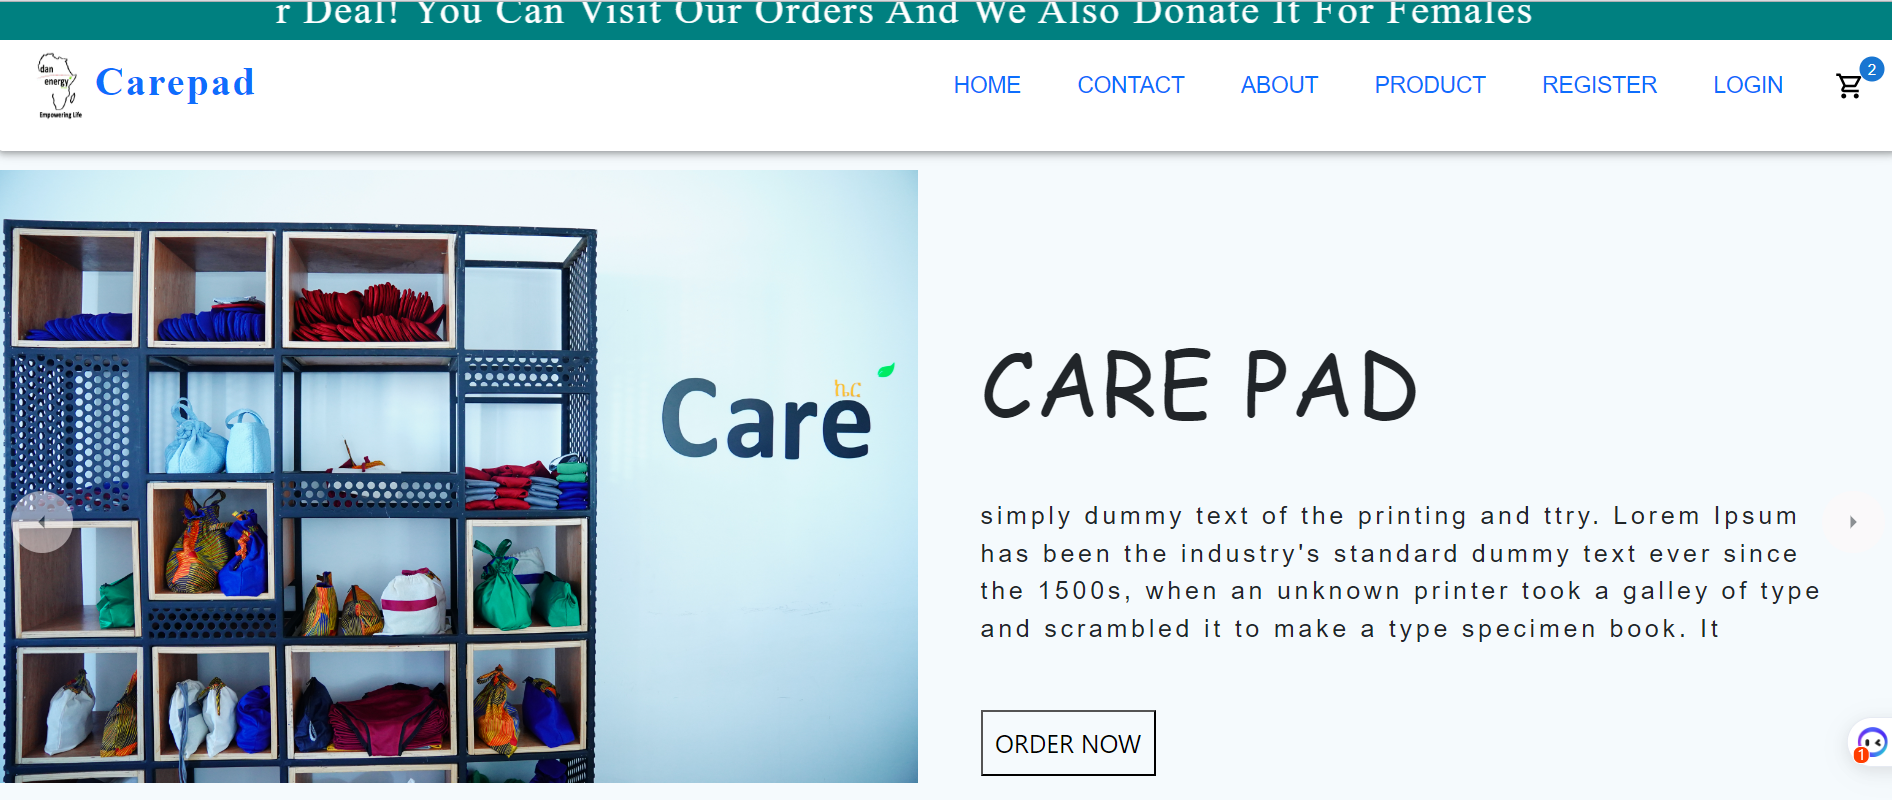 r Deal! You Can Visit Our Orders And We Also Donate It For Females
dan
energy
Empowering Life
Carepad
HOME
CONTACT
ABOUT
PRODUCT
REGISTER
LOGIN
2
ኬር
Care
CARE PAD
simply dummy text of the printing and ttry. Lorem Ipsum
has been the industry's standard dummy text ever since
the 1500s, when an unknown printer took a galley of type
and scrambled it to make a type specimen book. It
ORDER NOW
1